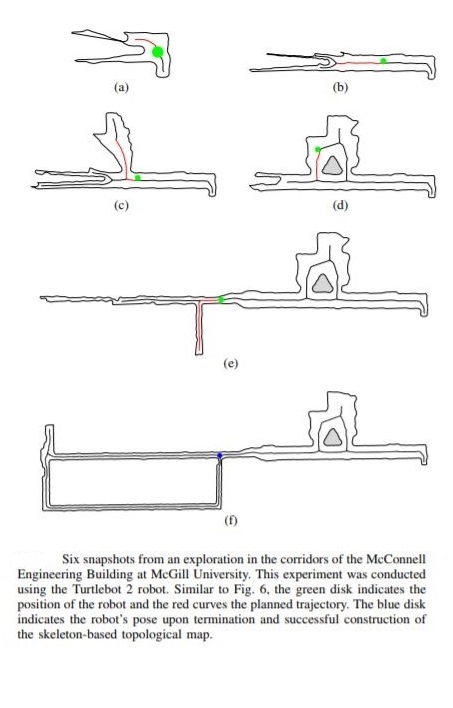 (a)
(b)
(c)
(d)
(e)
(f)
Six snapshots from an exploration in the corridors of the McConnell
Engineering Building at McGill University. This experiment was conducted
using the Turtlebot 2 robot. Similar to Fig. 6, the green disk indicates the
position of the robot and the red curves the planned trajectory. The blue disk
indicates the robot's pose upon termination and successful construction of
the skeleton-based topological map.